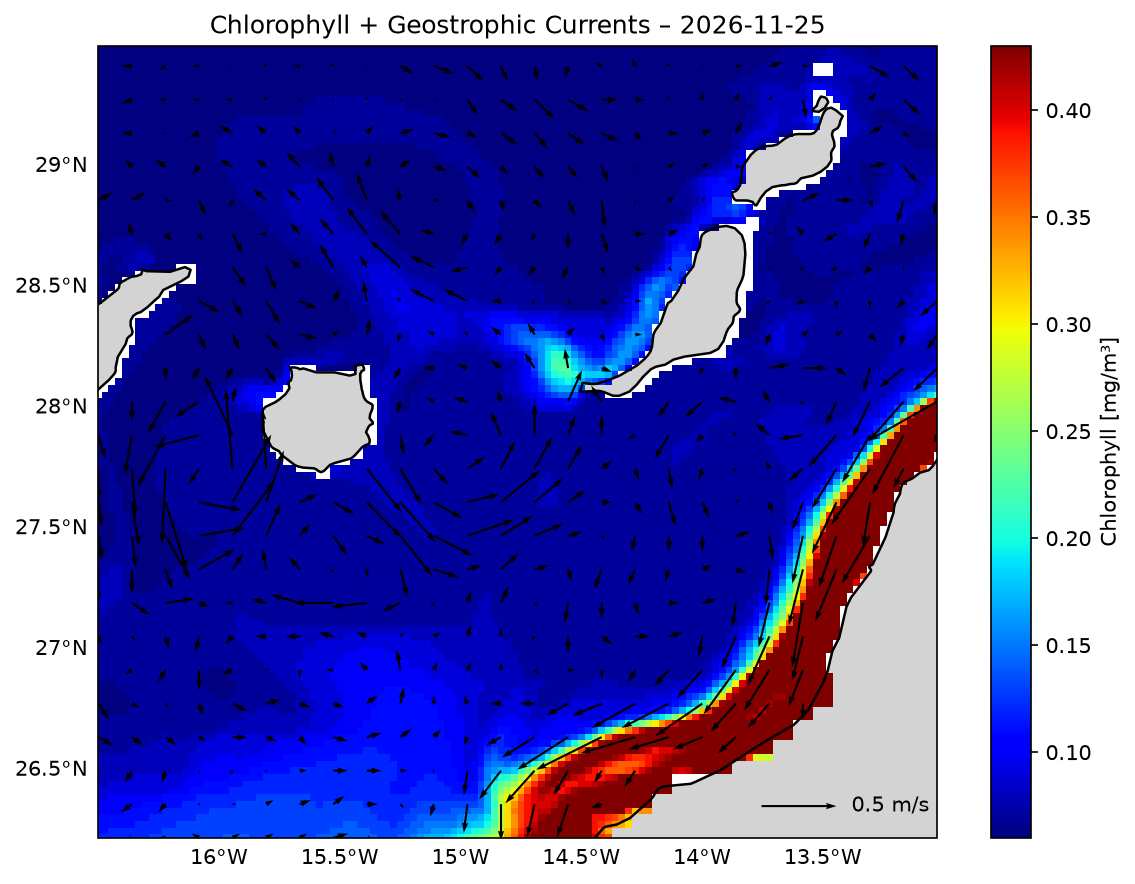 Chlorophyll + Geostrophic Currents – 2026-11-25
29°N
28.5°N
28°N
27.5°N
27°N
26.5°N
16°W
15.5°W
15°W
14.5°W
14°W
13.5°W
0.5 m/s
0.40
0.35
0.30
0.25
0.20
0.15
0.10
Chlorophyll [mg/m³]